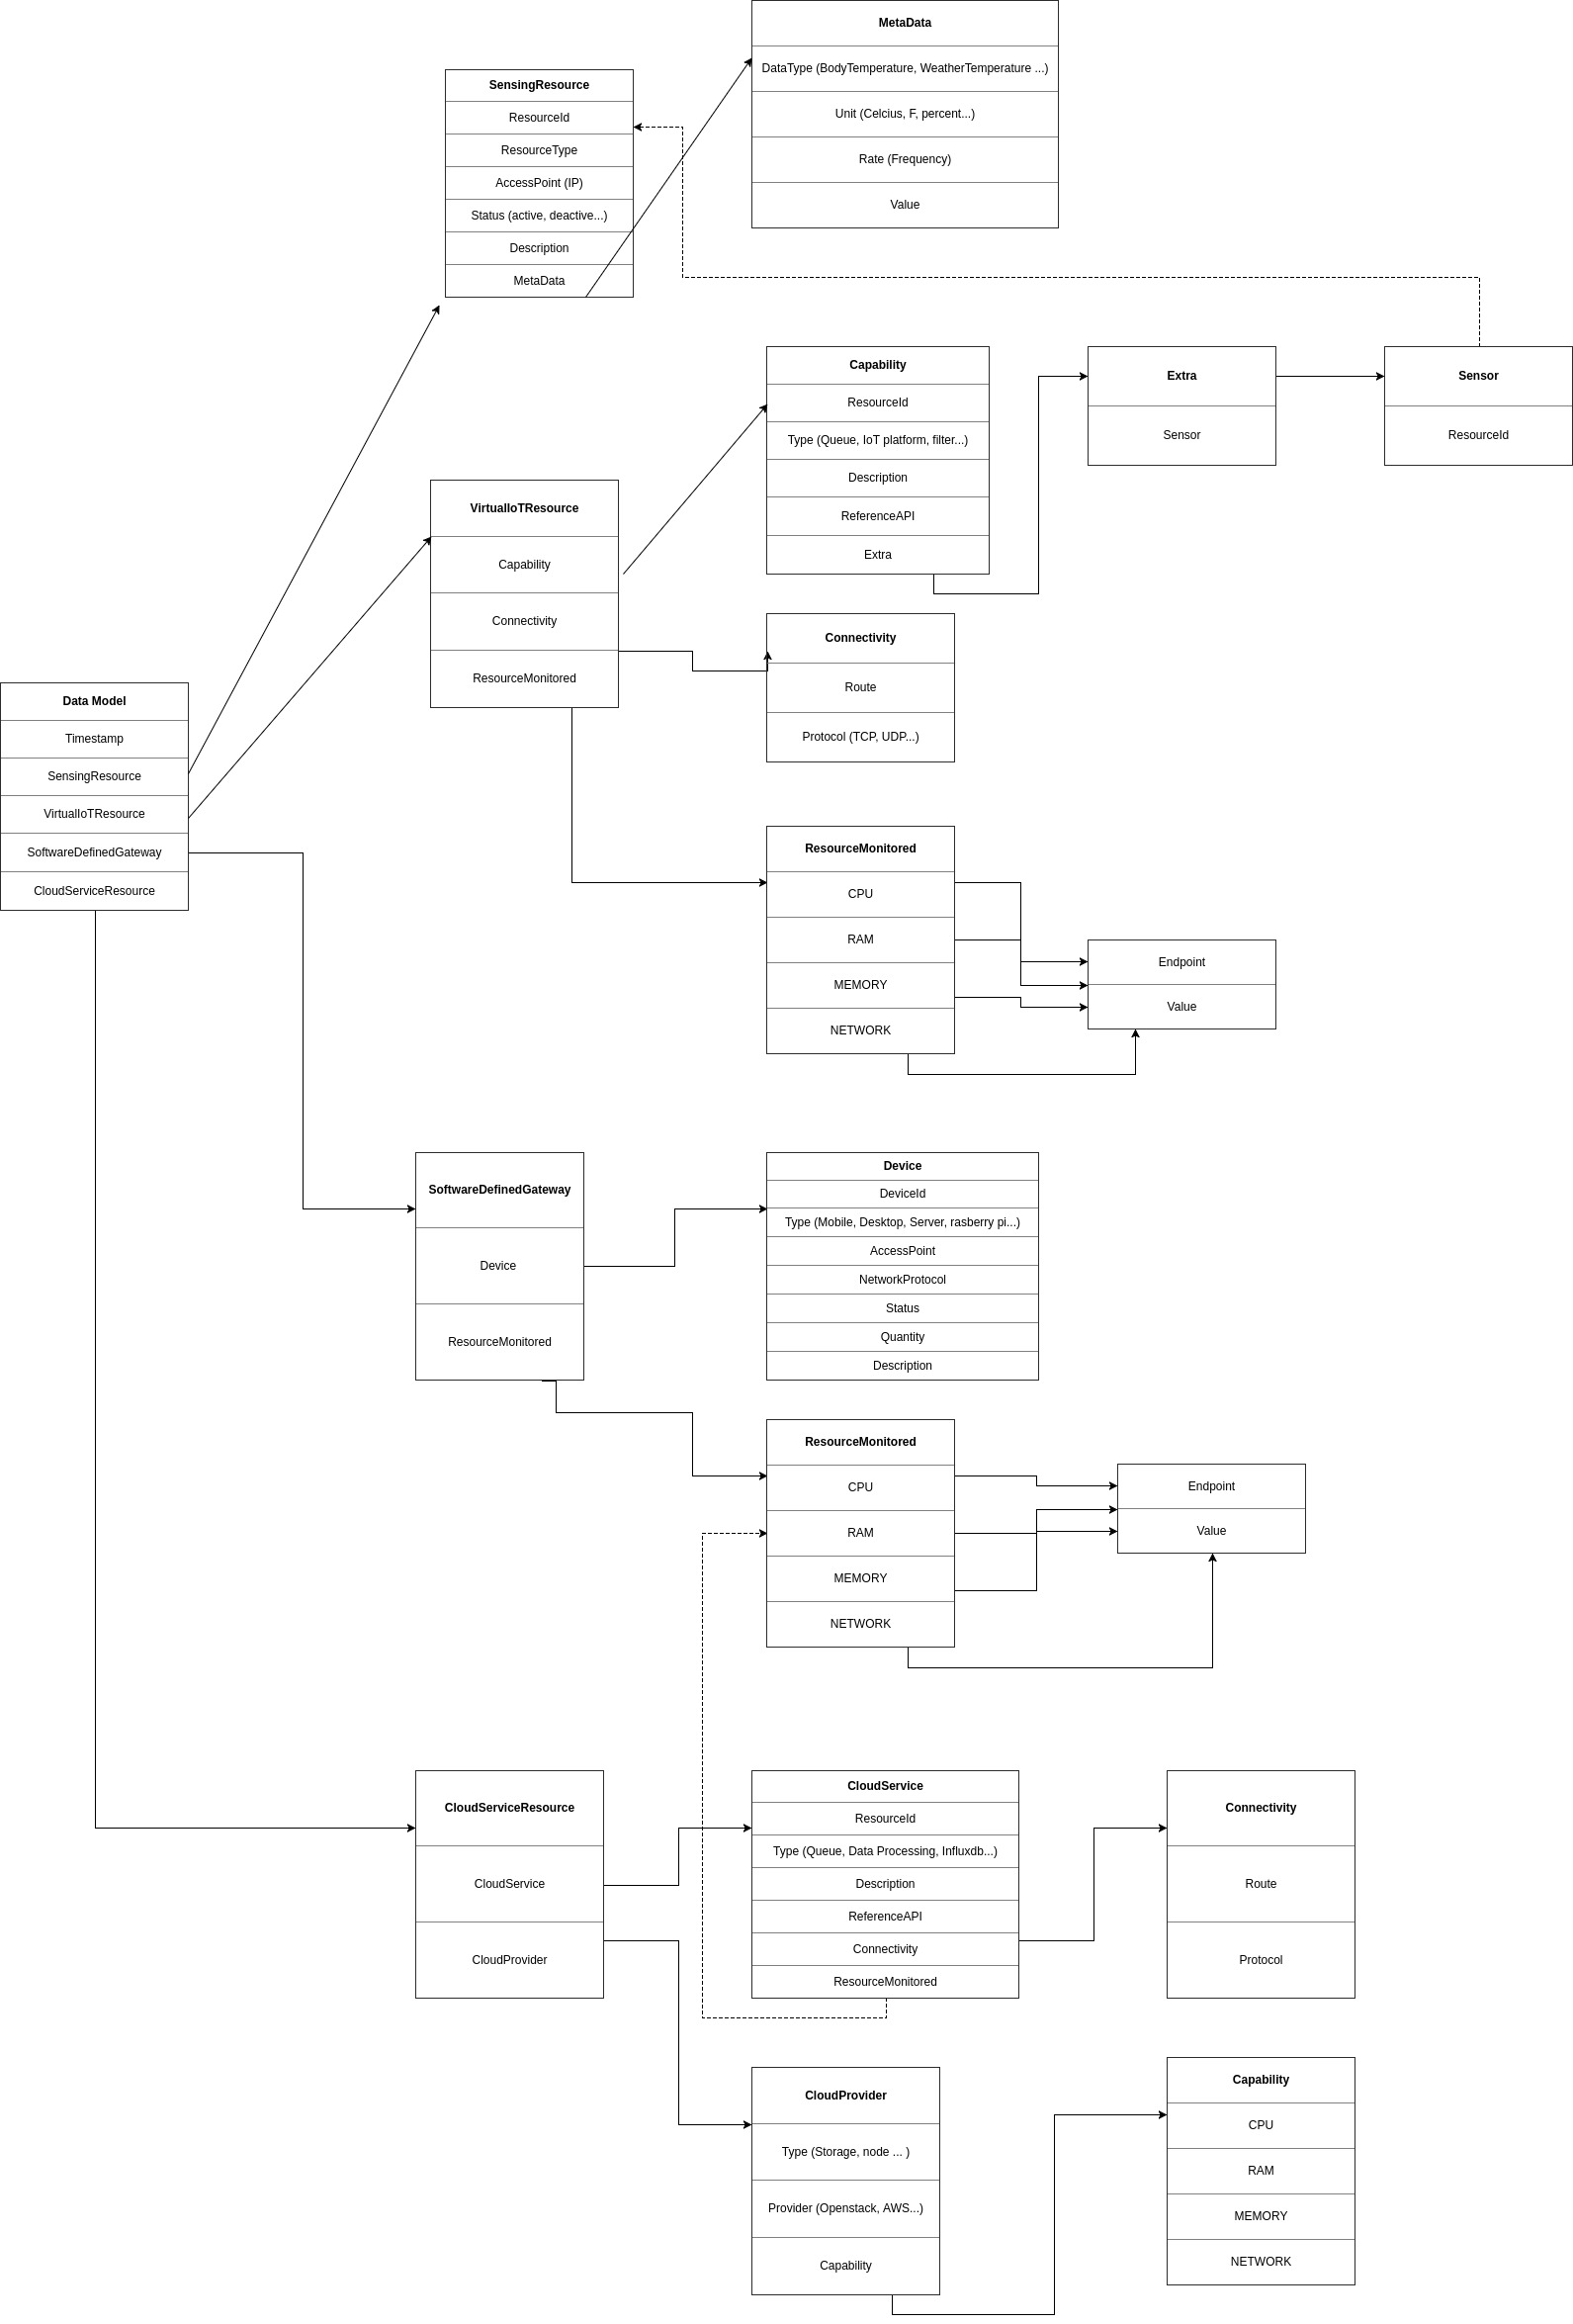 MetaData
DataType (BodyTemperature, WeatherTemperature ...)
Unit (Celcius, F, percent...)
Rate (Frequency)
Value
SensingResource
ResourceId
ResourceType
AccessPoint (IP)
Status (active, deactive...)
Description
MetaData
Capability
ResourceId
Type (Queue, IoT platform, filter...)
Description
ReferenceAPI
Extra
Extra
Sensor
Sensor
ResourceId
VirtualIoTResource
Capability
Connectivity
ResourceMonitored
Connectivity
Route
Protocol (TCP, UDP...)
Data Model
Timestamp
SensingResource
VirtualIoTResource
SoftwareDefinedGateway
CloudServiceResource
ResourceMonitored
CPU
RAM
MEMORY
NETWORK
Endpoint
Value
SoftwareDefinedGateway
Device
ResourceMonitored
Device
DeviceId
Type (Mobile, Desktop, Server, rasberry pi...)
AccessPoint
NetworkProtocol
Status
Quantity
Description
ResourceMonitored
CPU
RAM
MEMORY
NETWORK
Endpoint
Value
CloudServiceResource
CloudService
CloudProvider
CloudService
ResourceId
Type (Queue, Data Processing, Influxdb...)
Description
ReferenceAPI
Connectivity
ResourceMonitored
Connectivity
Route
Protocol
CloudProvider
Type (Storage, node ... )
Provider (Openstack, AWS...)
Capability
Capability
CPU
RAM
MEMORY
NETWORK